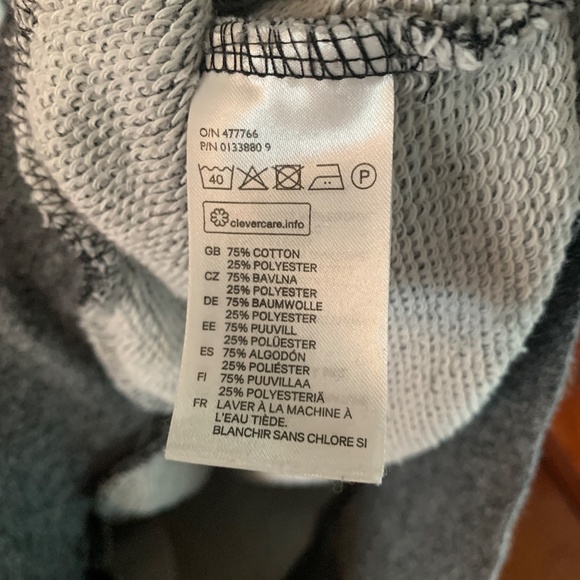 O/N 477766
P/N 0133880 9
40 P
clevercare.info
GB 75% COTTON
25% POLYESTER
CZ 75% BAVLNA
25% POLYESTER
DE 75% BAUMWOLLE
25% POLYESTER
EE 75% PUUVILL
25% POLÜESTER
ES 75% ALGODÓN
25% POLIÉSTER
FI 75% PUUVILLAA
25% POLYESTERIÄ
FR LAVER À LA MACHINE À
L'EAU TIÈDE.
BLANCHIR SANS CHLORE SI